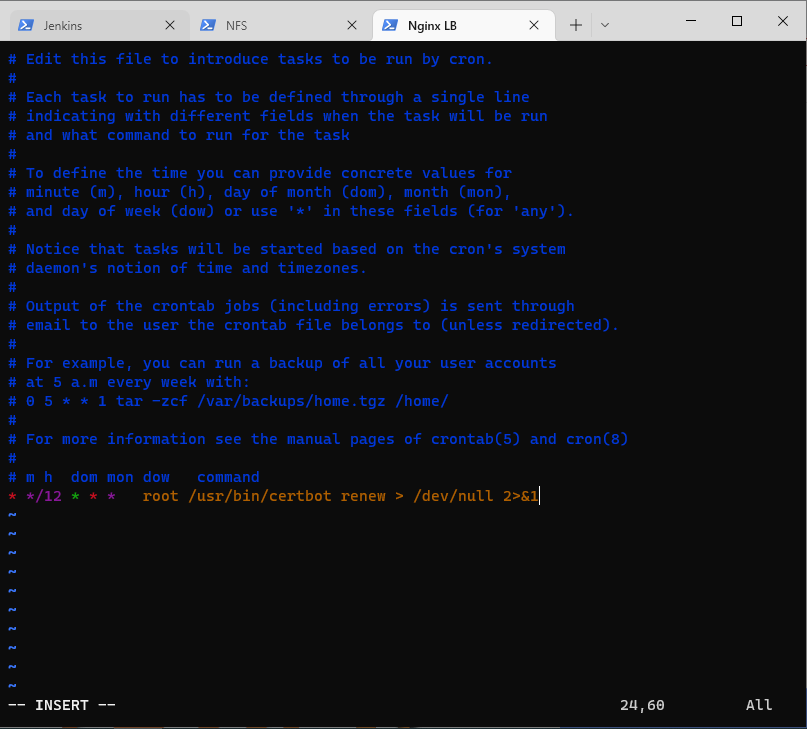 Jenkins
NFS
Nginx LB
# Edit this file to introduce tasks to be run by cron.
#
# Each task to run has to be defined through a single line
# indicating with different fields when the task will be run
# and what command to run for the task
#
# To define the time you can provide concrete values for
# minute (m), hour (h), day of month (dom), month (mon),
# and day of week (dow) or use '*' in these fields (for 'any').
#
# Notice that tasks will be started based on the cron's system
# daemon's notion of time and timezones.
#
# Output of the crontab jobs (including errors) is sent through
# email to the user the crontab file belongs to (unless redirected).
#
# For example, you can run a backup of all your user accounts
# at 5 a.m every week with:
# 0 5 * * 1 tar -zcf /var/backups/home.tgz /home/
#
# For more information see the manual pages of crontab(5) and cron(8)
#
# m h  dom mon dow   command
* */12 * * *   root /usr/bin/certbot renew > /dev/null 2>&1
~
~
~
~
~
~
~
~
~
~
-- INSERT -- 24,60 All